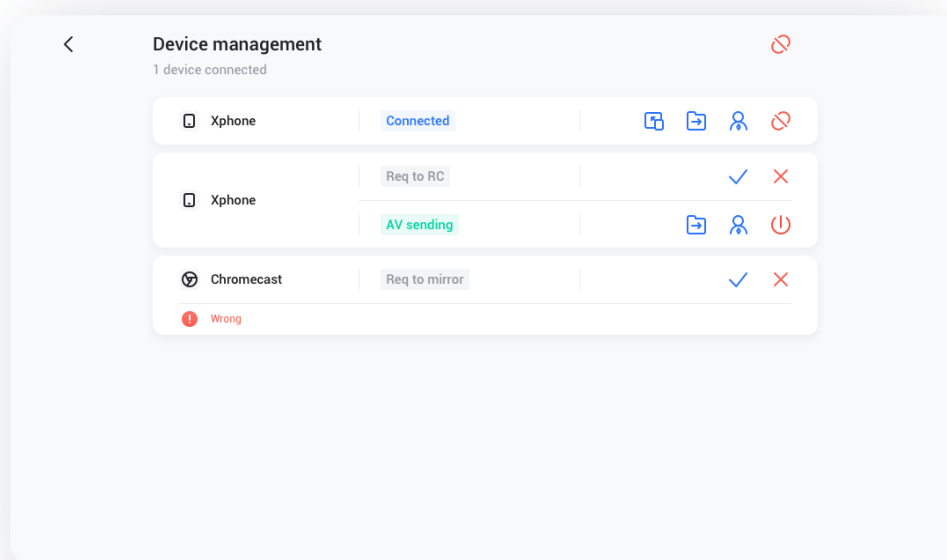 Device management
1 device connected
Xphone
Connected
Xphone
Req to RC
AV sending
Chromecast
Req to mirror
Wrong